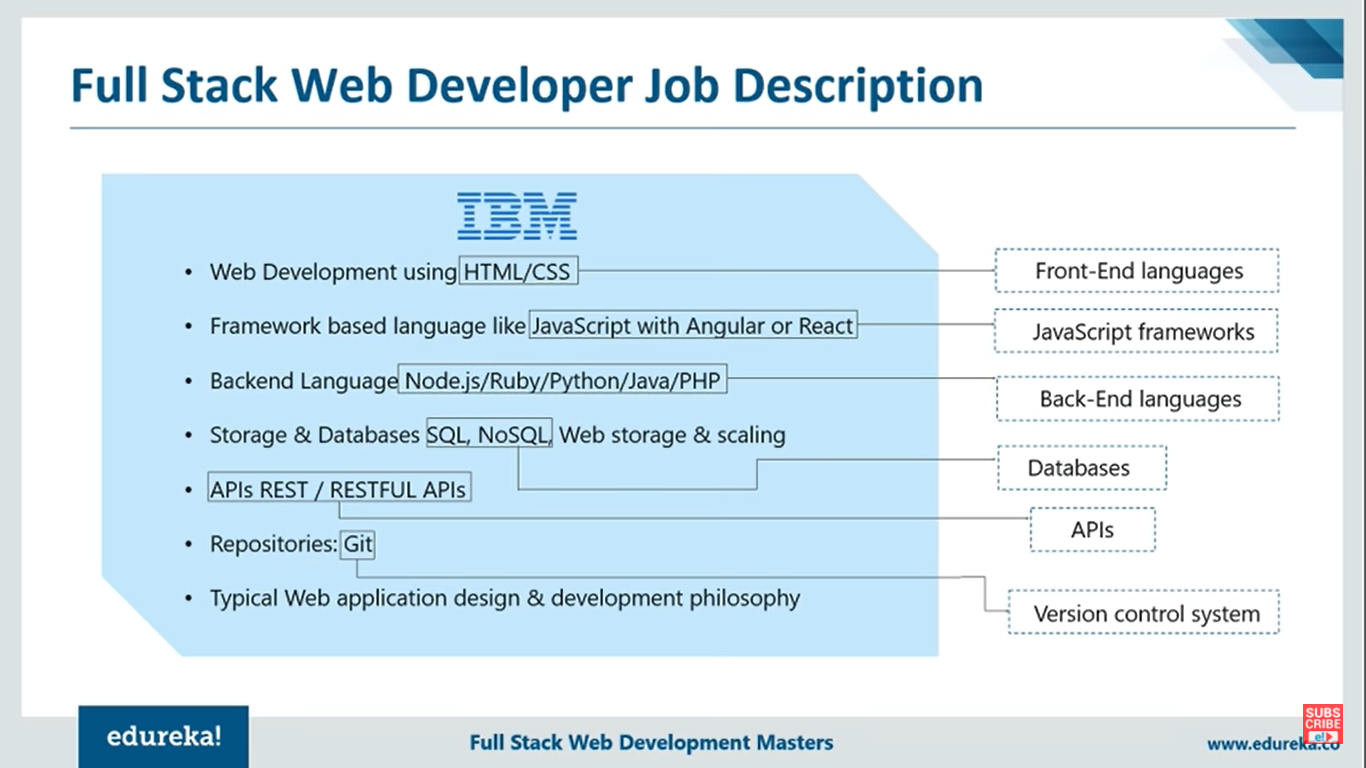 Full Stack Web Developer Job Description
IBM
• Web Development using HTML/CSS
Front-End languages
• Framework based language like JavaScript with Angular or React
JavaScript frameworks
• Backend Language Node.js/Ruby/Python/Java/PHP
Back-End languages
• Storage & Databases SQL, NoSQL, Web storage & scaling
Databases
• APIs REST / RESTFUL APIs
APIs
• Repositories: Git
Version control system
• Typical Web application design & development philosophy
edureka!
Full Stack Web Development Masters
www.edureka.co
SUBS
CRIBE
e!